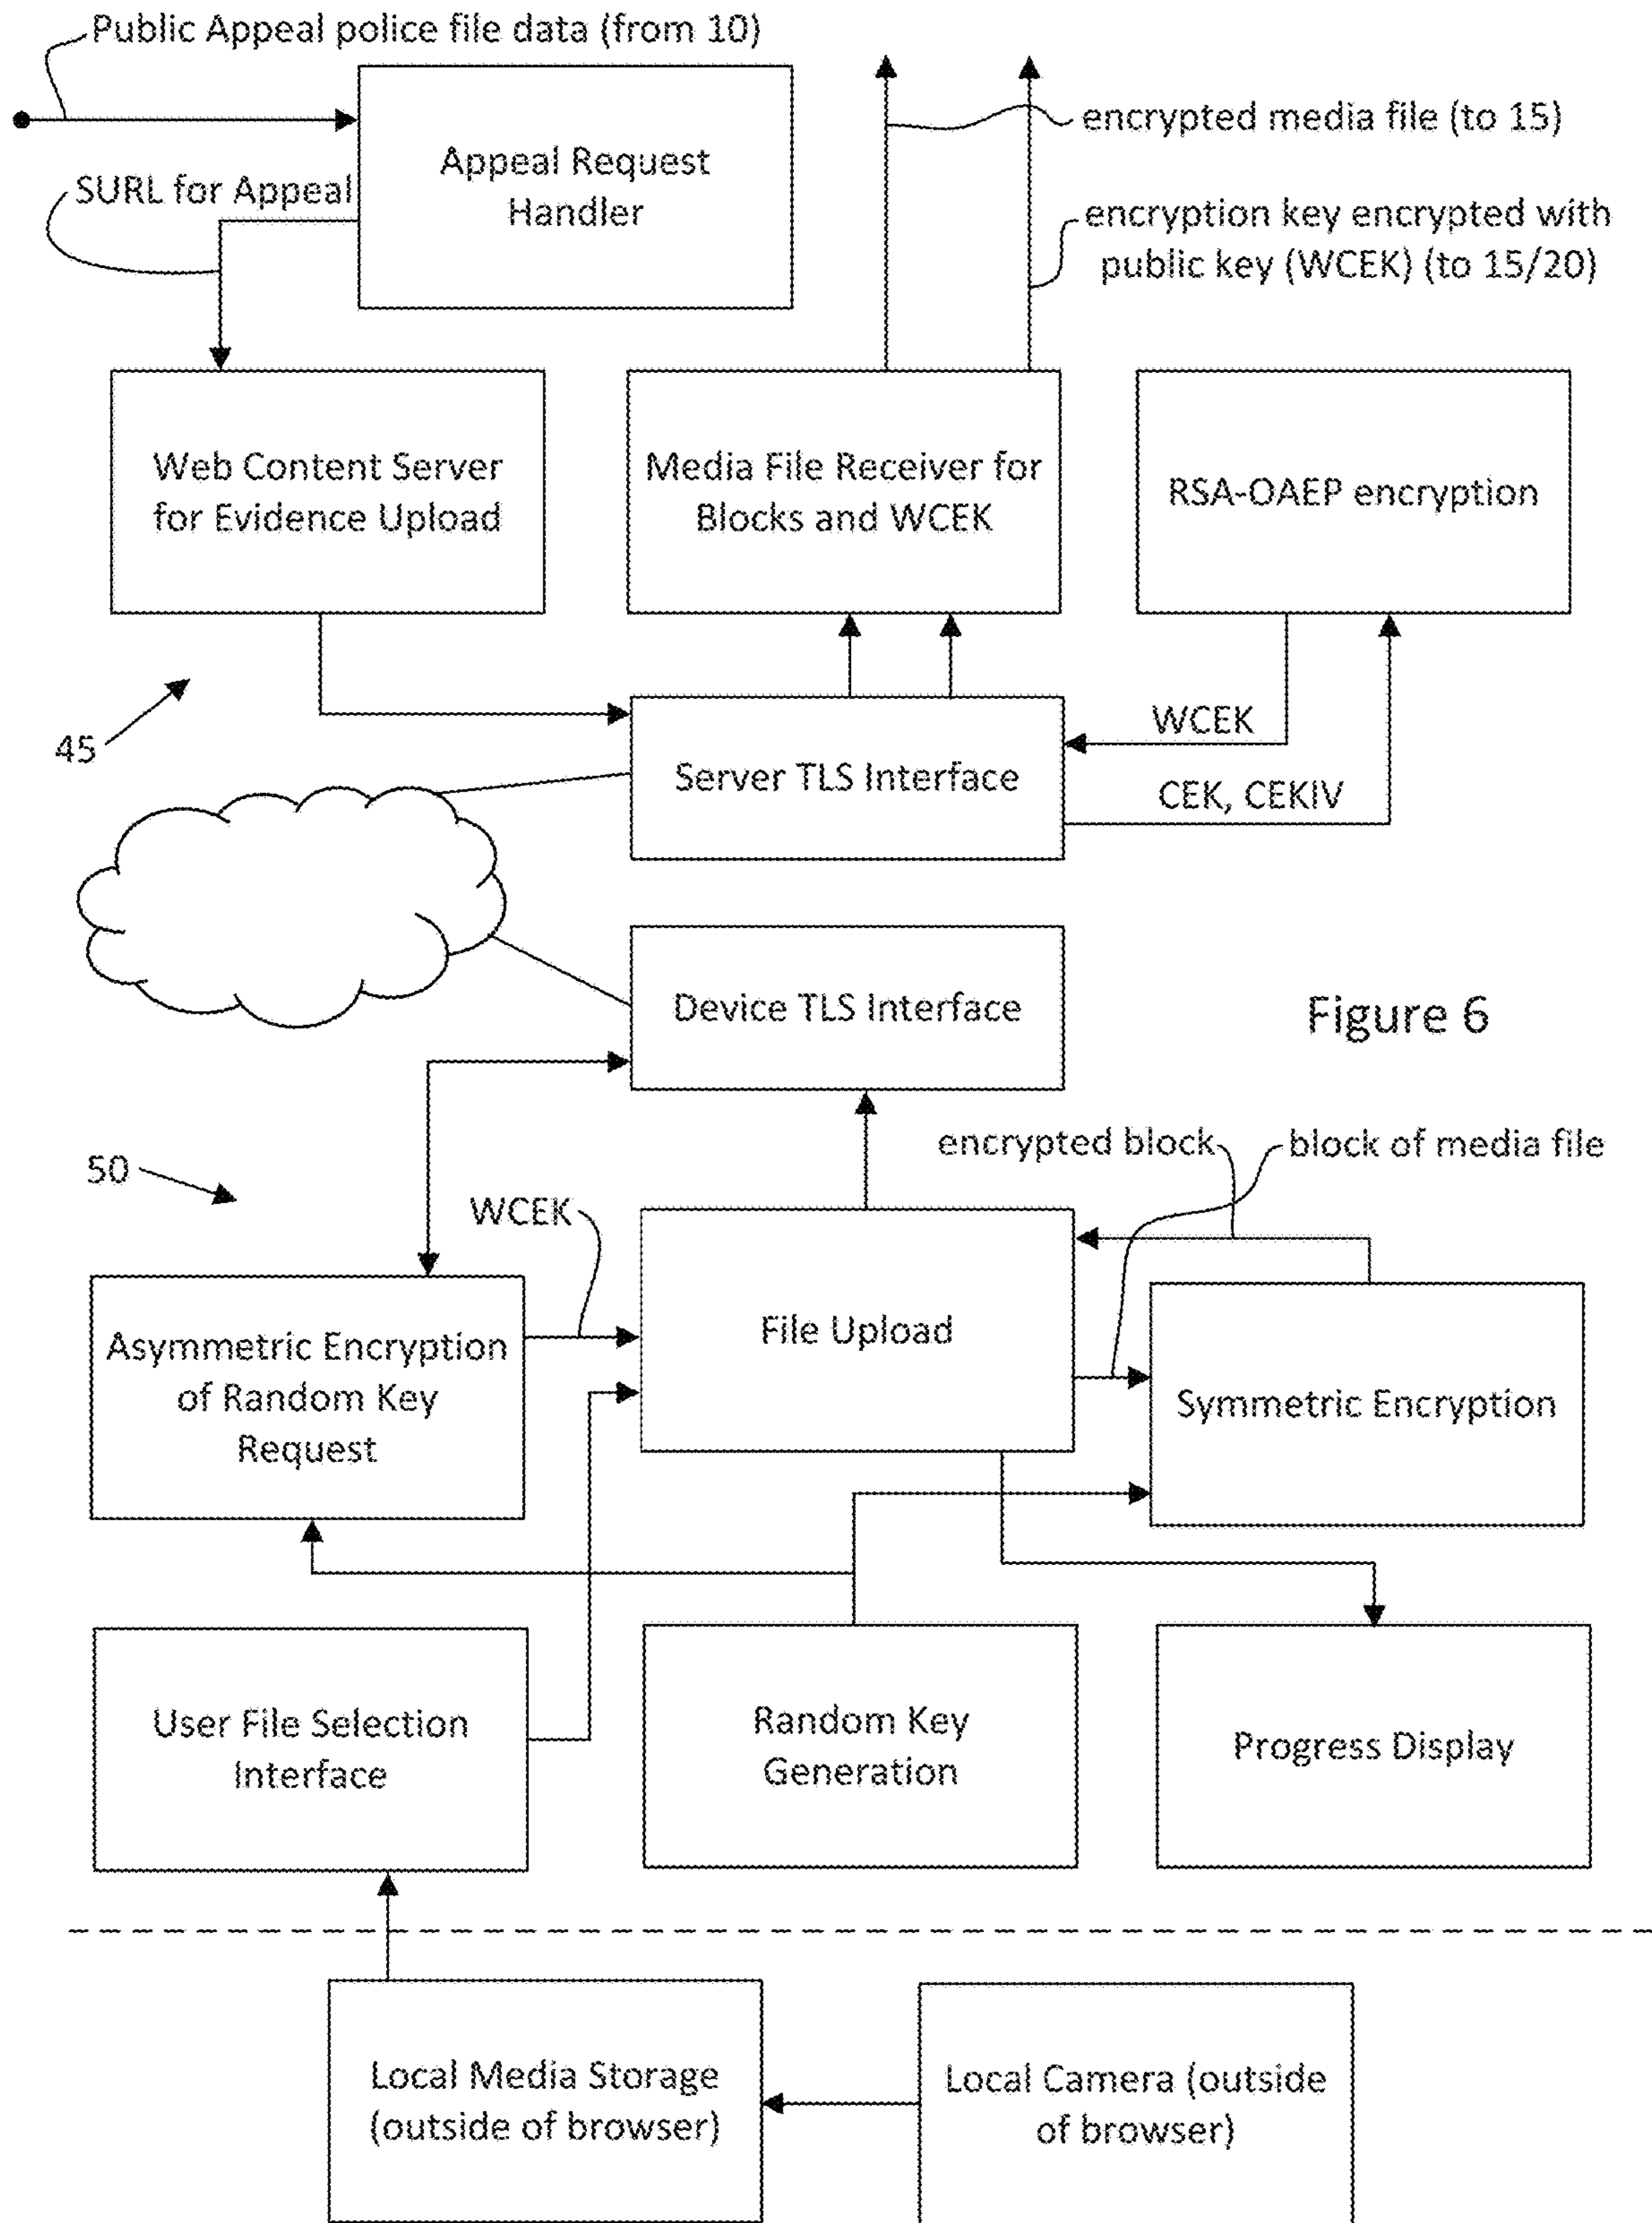 Public Appeal police file data (from 10)
Appeal Request
Handler
SURL for Appeal
encrypted media file (to 15)
encryption key encrypted with
public key (WCEK) (to 15/20)
Web Content Server
for Evidence Upload
Media File Receiver for
Blocks and WCEK
RSA-OAEP encryption
45
WCEK
Server TLS Interface
CEK, CEKIV
Device TLS Interface
Figure 6
50
encrypted block
block of media file
WCEK
Asymmetric Encryption
of Random Key
Request
File Upload
Symmetric Encryption
User File Selection
Interface
Random Key
Generation
Progress Display
Local Media Storage
(outside of browser)
Local Camera (outside
of browser)